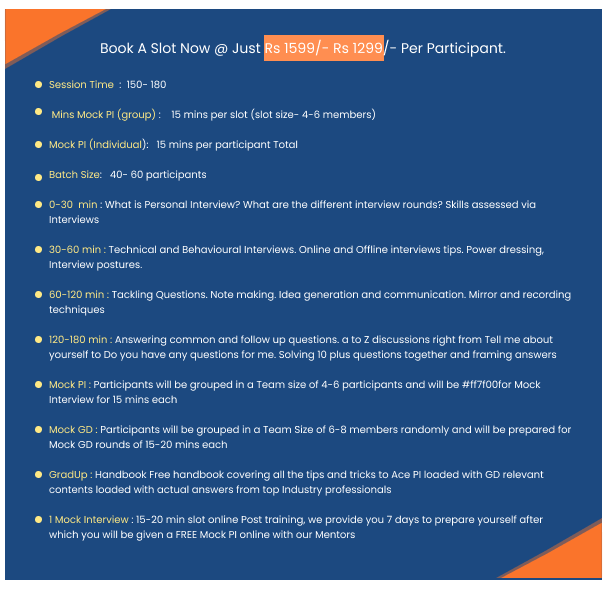 Book A Slot Now @ Just Rs 1599/- Rs 1299/- Per Participant.
Session Time : 150- 180
Mins Mock PI (group) : 15 mins per slot (slot size- 4-6 members)
Mock PI (Individual): 15 mins per participant Total
Batch Size: 40- 60 participants
0-30 min : What is Personal Interview? What are the different interview rounds? Skills assessed via
Interviews
30-60 min : Technical and Behavioural Interviews. Online and Offline interviews tips. Power dressing,
Interview postures.
60-120 min : Tackling Questions. Note making. Idea generation and communication. Mirror and recording
techniques
120-180 min : Answering common and follow up questions. a to Z discussions right from Tell me about
yourself to Do you have any questions for me. Solving 10 plus questions together and framing answers
Mock PI : Participants will be grouped in a Team size of 4-6 participants and will be #ff7f00for Mock
Interview for 15 mins each
Mock GD : Participants will be grouped in a Team Size of 6-8 members randomly and will be prepared for
Mock GD rounds of 15-20 mins each
GradUp : Handbook Free handbook covering all the tips and tricks to Ace PI loaded with GD relevant
contents loaded with actual answers from top Industry professionals
1 Mock Interview : 15-20 min slot online Post training, we provide you 7 days to prepare yourself after
which you will be given a FREE Mock PI online with our Mentors